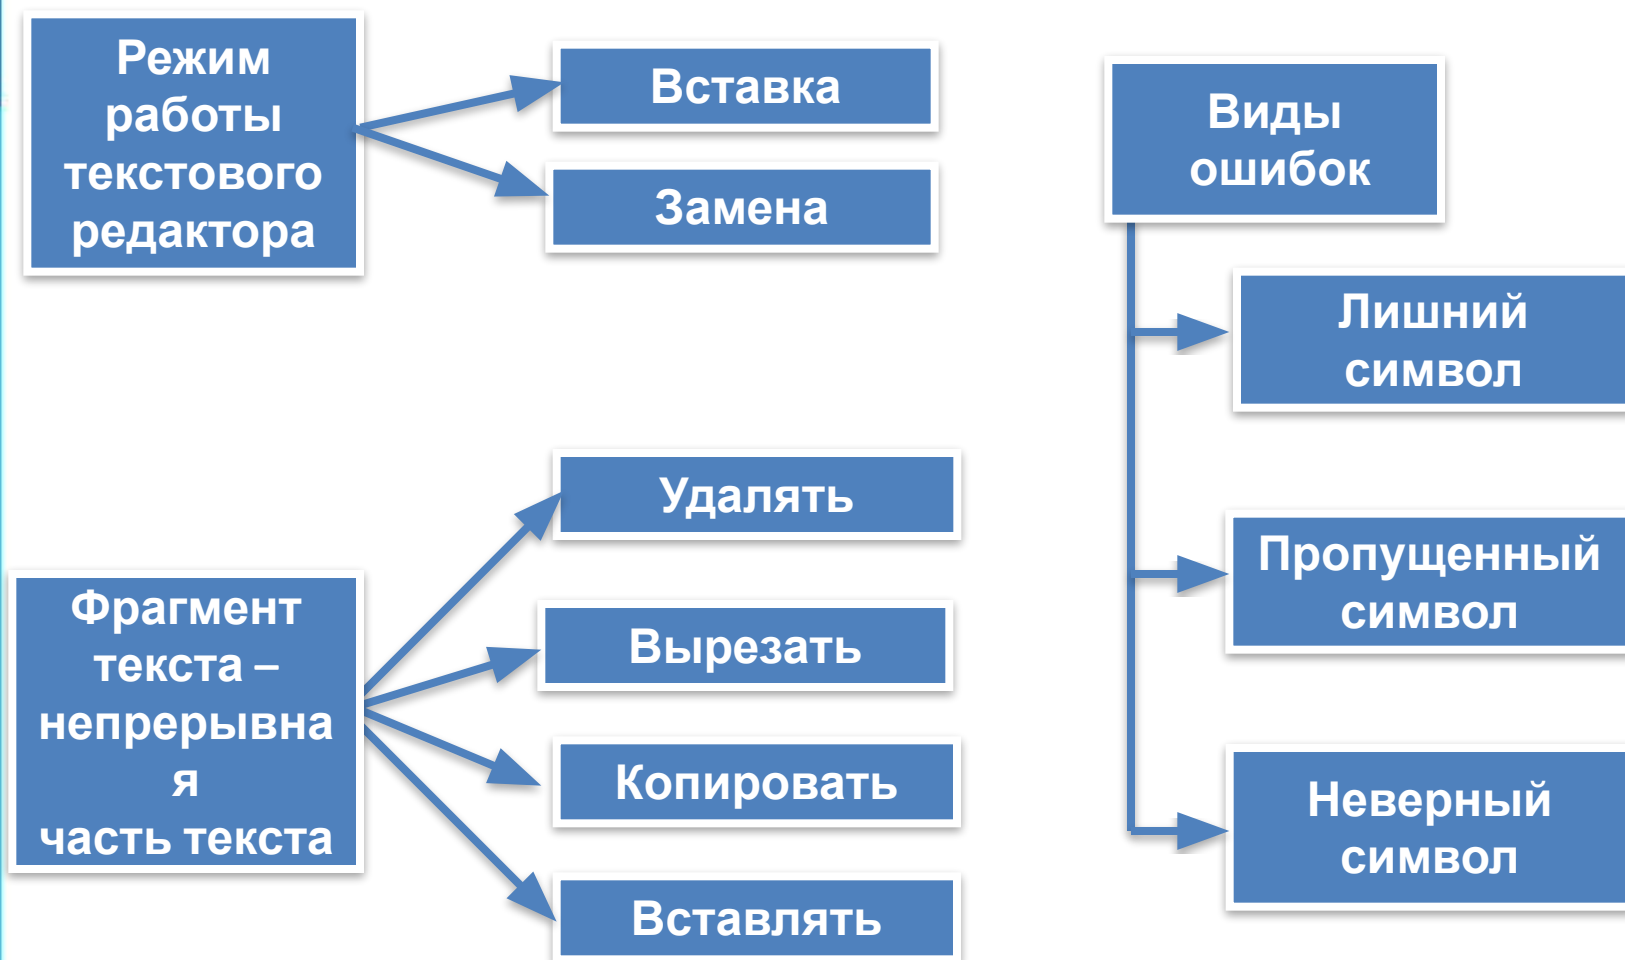 Режим
работы
текстового
редактора
Вставка
Замена
Виды
ошибок
Лишний
символ
Пропущенный
символ
Неверный
символ
Фрагмент
текста –
непрерывна
я
часть текста
Удалять
Вырезать
Копировать
Вставлять